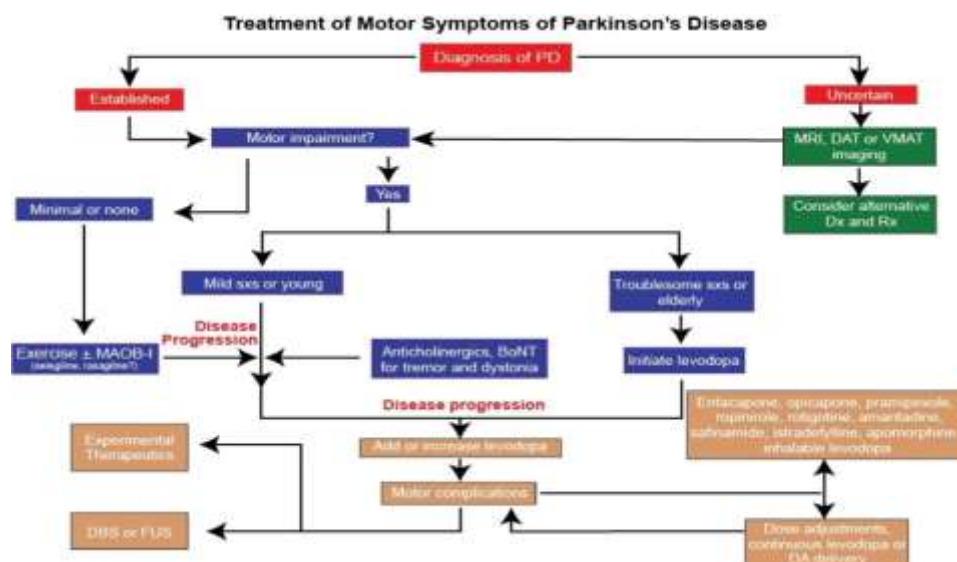 Treatment of Motor Symptoms of Parkinson's Disease
Diagnosis of PD
Established
Uncertain
Motor impairment?
MRI, DAT or VMAT
imaging
Yes
Minimal or none
Consider alternative
Dx and Rx
Mild sxs or young
Troublesome sxs or
elderly
Disease
Progression
Exercise ± MAOB-I
(selegiline, rasagiline?)
Anticholinergics, BoNT
for tremor and dystonia
Initiate levodopa
Disease progression
Entacapone, opicapone, pramipexole,
ropinirole, rotigotine, amantadine,
safinamide, istradefylline, apomorphine
inhalable levodopa
Experimental
Therapeutics
Add or increase levodopa
Motor complications
DBS or FUS
Dose adjustments,
continuous levodopa or
DA delivery